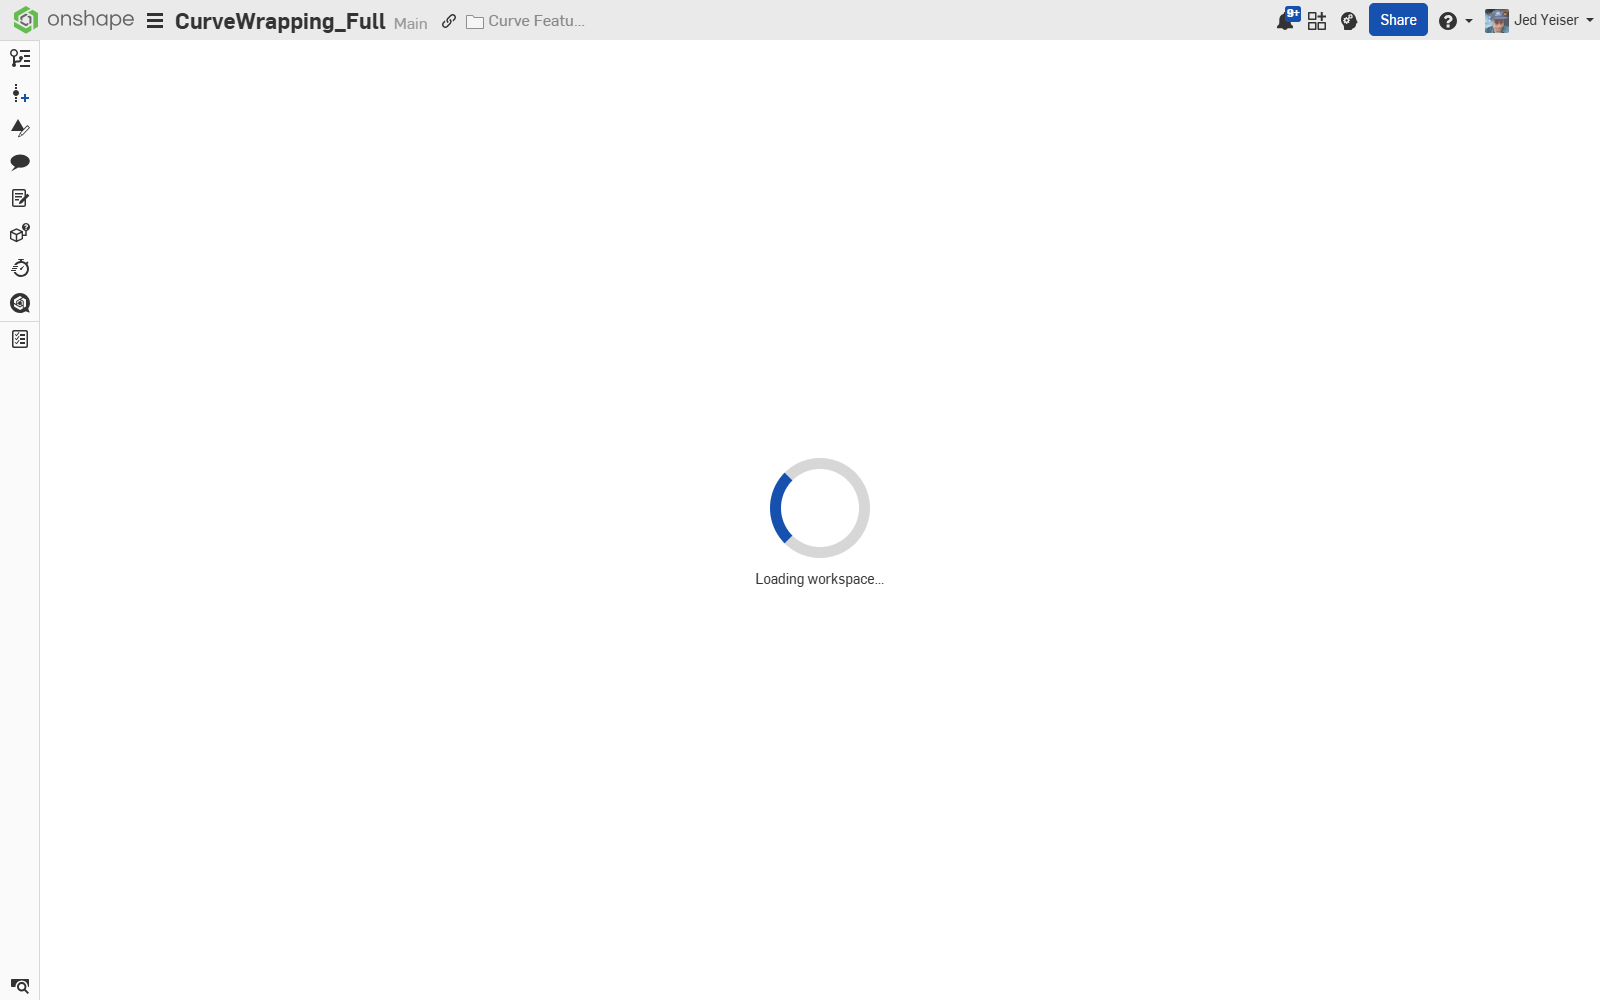 onshape CurveWrapping_Full Main Curve Featu... 9+ Share Jed Yeiser
Loading workspace...